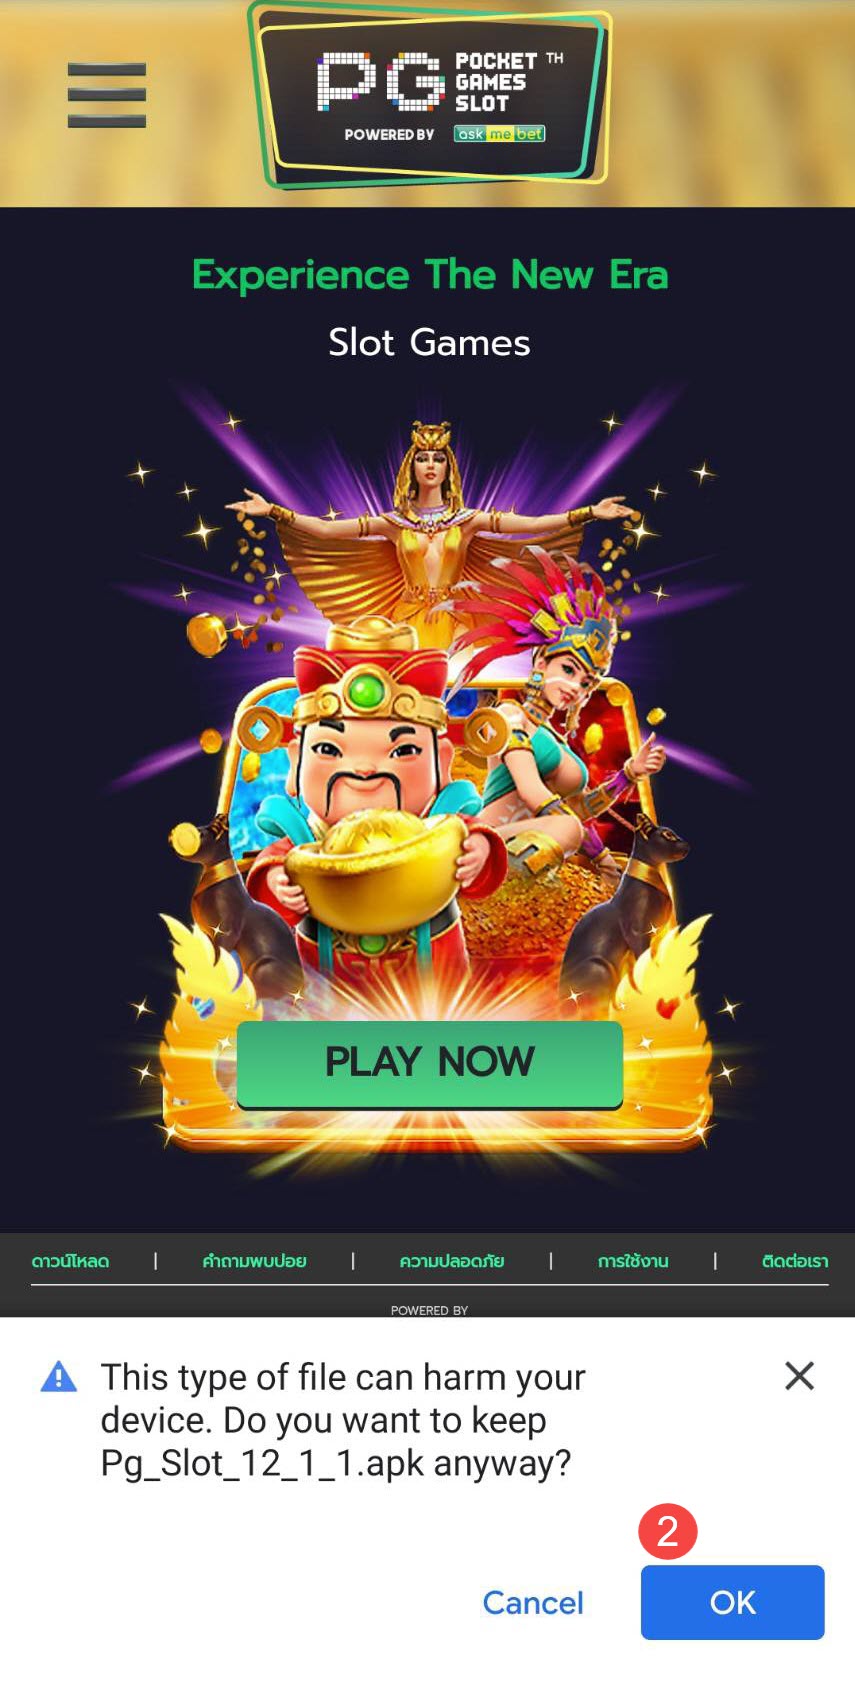 PG POCKET TH
GAMES
SLOT
POWERED BY ask me bet
Experience The New Era
Slot Games
PLAY NOW
ดาวน์โหลด | คำถามพบบ่อย | ความปลอดภัย | การใช้งาน | ติดต่อเรา
POWERED BY
This type of file can harm your
device. Do you want to keep
Pg_Slot_12_1_1.apk anyway?
2
Cancel OK